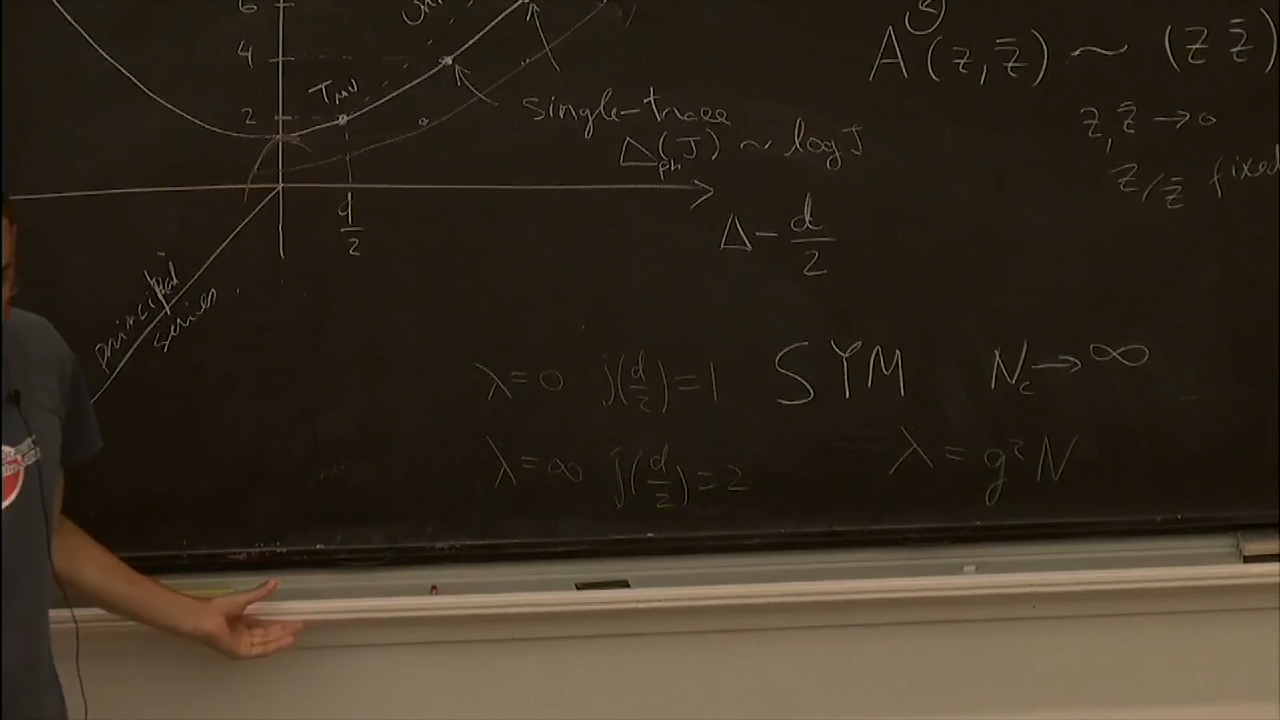 6
4
2
T_{μν}
single-trace
Δ_{ph}(J) ~ log J
d/2
Δ - d/2
principal
series
A^{(5)}(z, z̄) ~ (z z̄)
z, z̄ → 0
z/z̄ fixed
λ=0 j(d/2)=1 SYM N_c → ∞
λ=∞ j(d/2)=2 λ = g²N